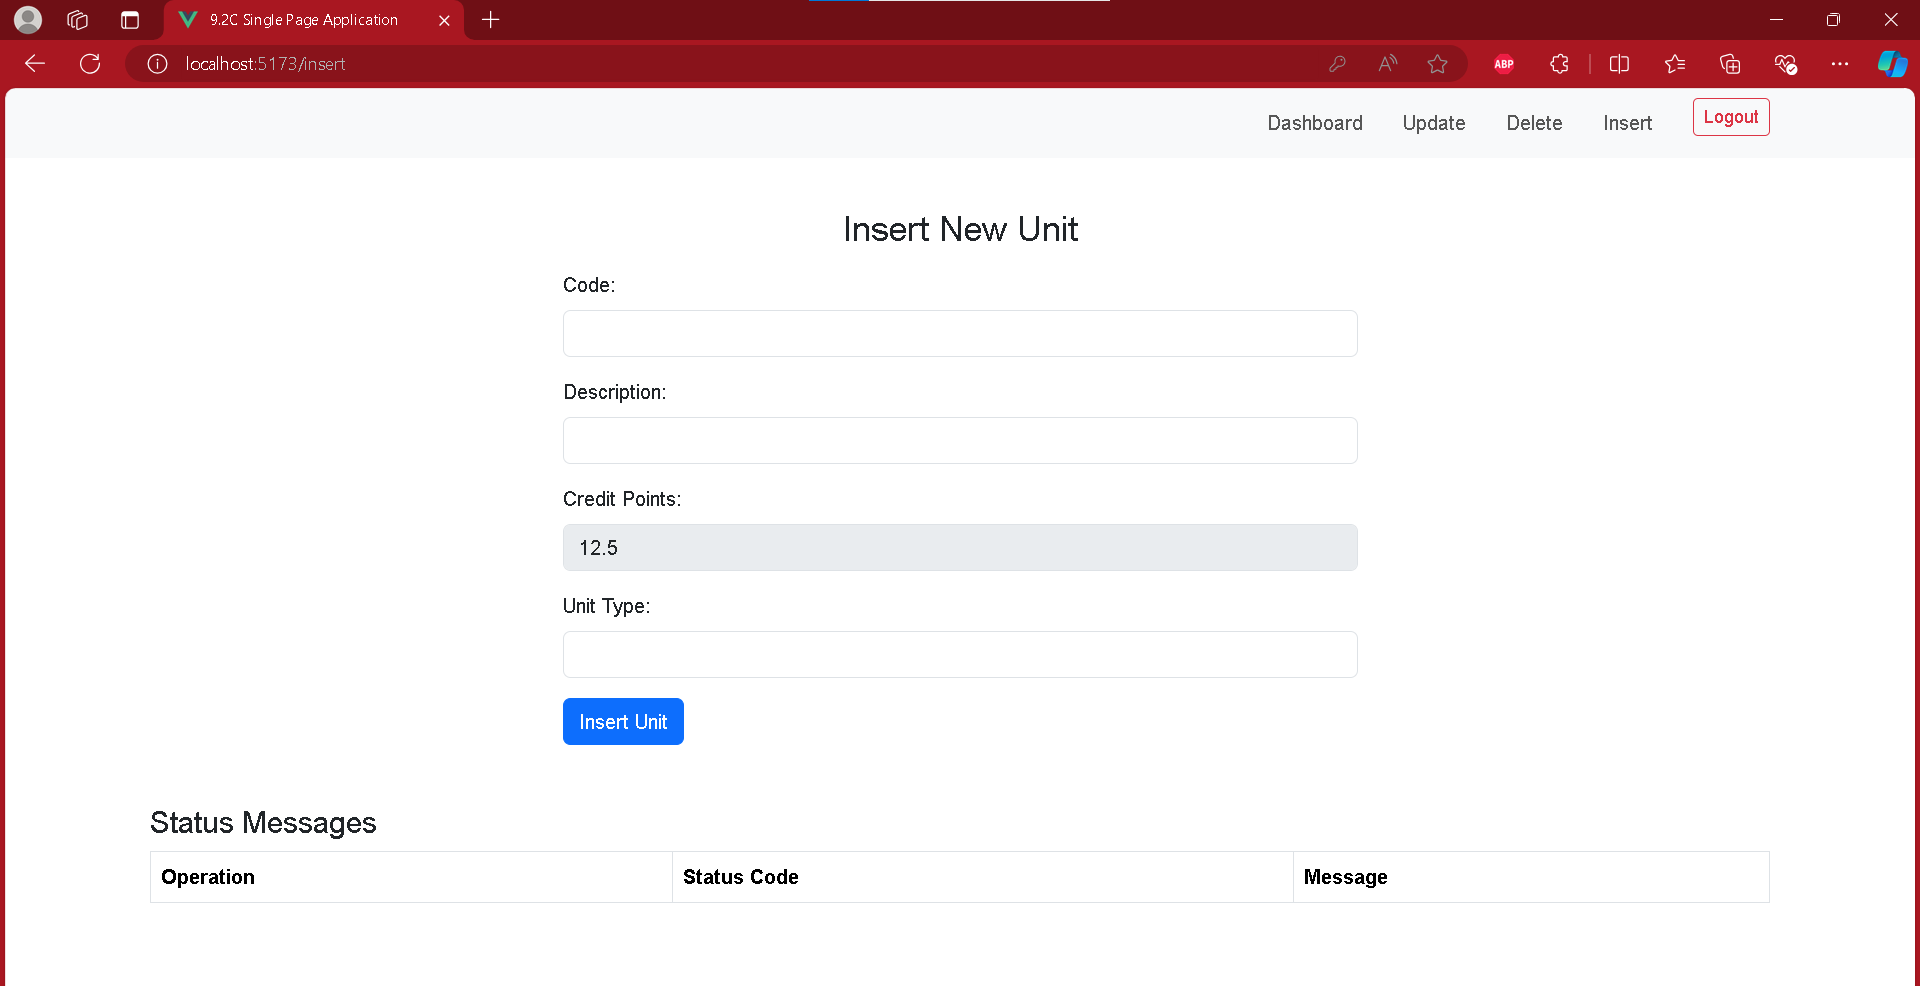 9.2C Single Page Application
localhost:5173/insert
ABP
Dashboard Update Delete Insert Logout
Insert New Unit
Code:
Description:
Credit Points:
12.5
Unit Type:
Insert Unit
Status Messages
Operation Status Code Message